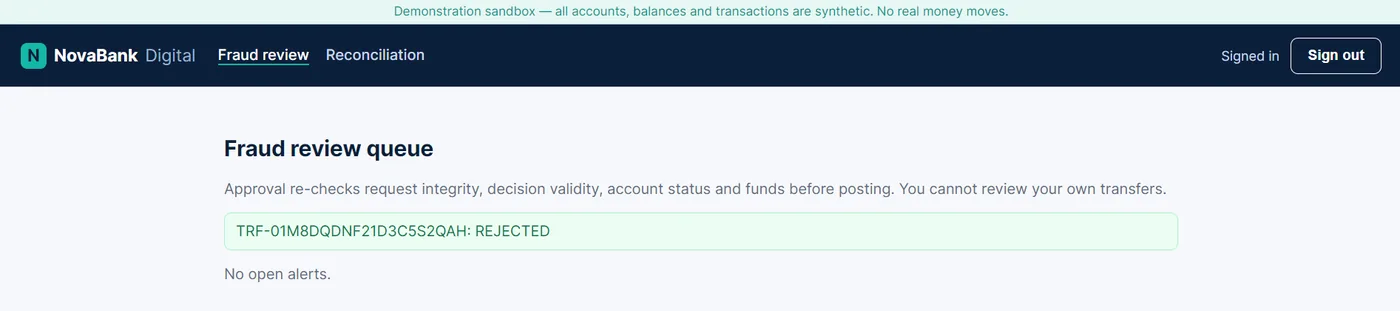 Demonstration sandbox — all accounts, balances and transactions are synthetic. No real money moves.
N NovaBank Digital Fraud review Reconciliation Signed in Sign out
Fraud review queue
Approval re-checks request integrity, decision validity, account status and funds before posting. You cannot review your own transfers.
TRF-01M8DQDNF21D3C5S2QAH: REJECTED
No open alerts.